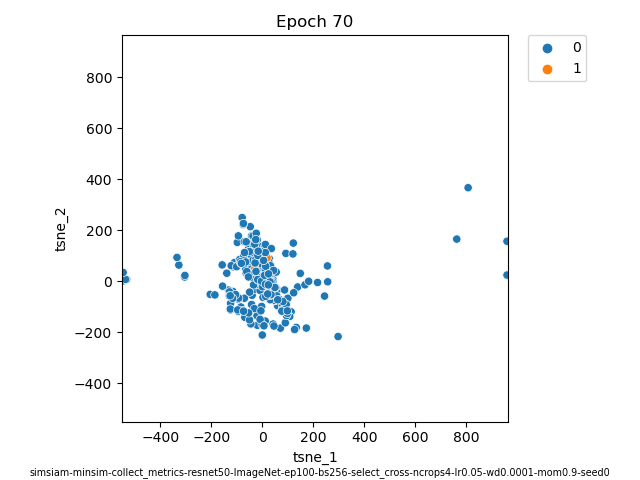 Epoch 70
0
1
800
600
400
200
0
−200
−400
tsne_2
−400 −200 0 200 400 600 800
tsne_1
simsiam-minsim-collect_metrics-resnet50-ImageNet-ep100-bs256-select_cross-ncrops4-lr0.05-wd0.0001-mom0.9-seed0